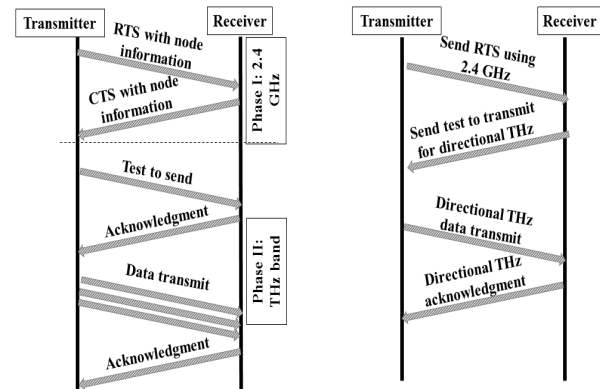 Transmitter
Receiver
RTS with node
information
CTS with node
information
Phase I: 2.4
GHz
Test to send
Acknowledgment
Data transmit
Phase II:
THz band
Acknowledgment
Transmitter
Receiver
Send RTS using
2.4 GHz
Send test to transmit
for directional THz
Directional THz
data transmit
Directional THz
acknowledgment